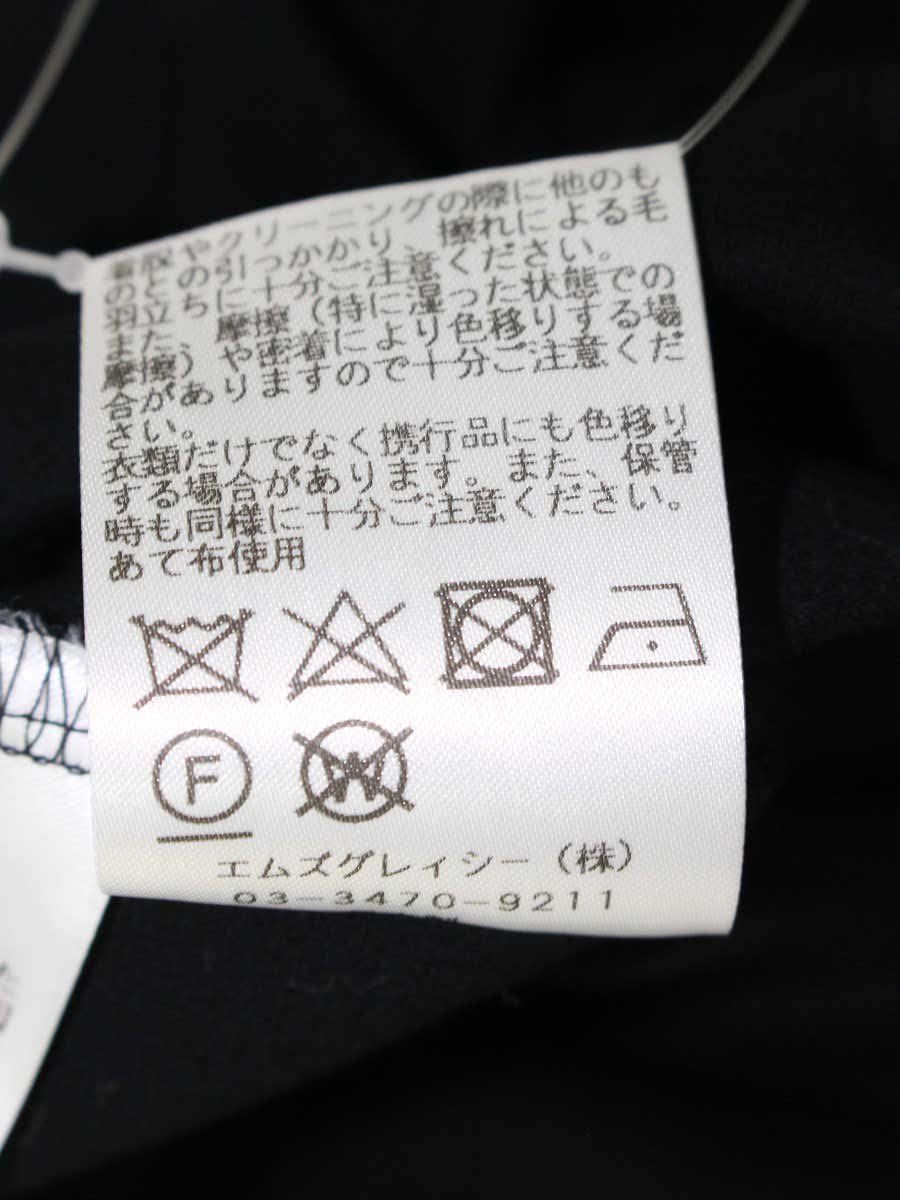 着脱やクリーニングの際に他のも
のとの引っかかり、擦れによる毛
羽立ちに十分ご注意ください。
また、摩擦(特に湿った状態での
摩擦)や密着により色移りする場
合がありますので十分ご注意くだ
さい。
衣類だけでなく携行品にも色移り
する場合があります。また、保管
時も同様に十分ご注意ください。
あて布使用
F
W
エムズグレイシー(株)
03-3470-9211